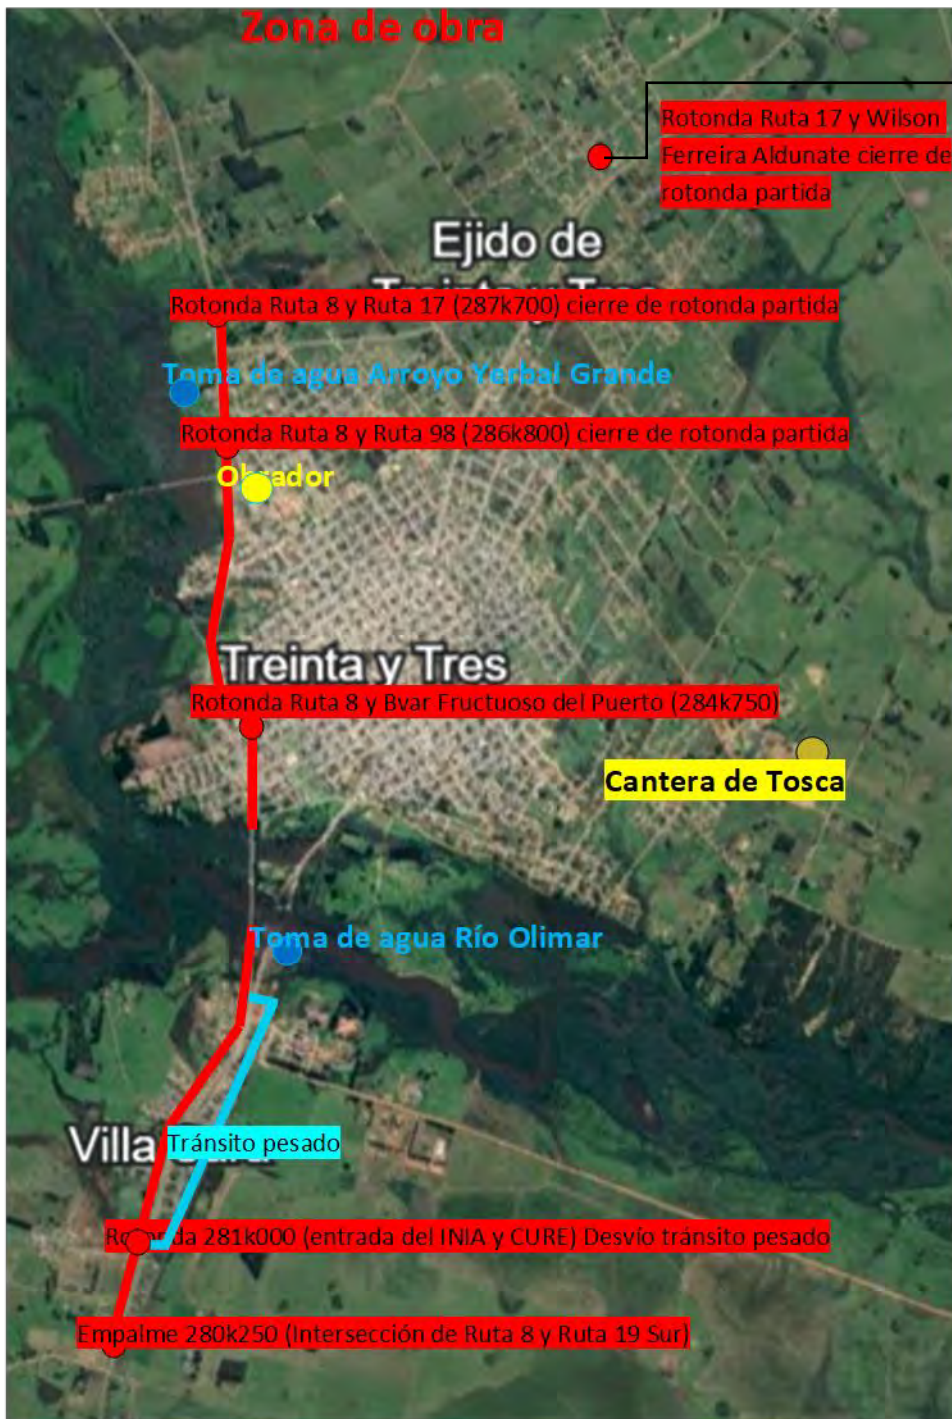 Zona de obra
Rotonda Ruta 17 y Wilson
Ferreira Aldunate cierre de
rotonda partida
Ejido de
Treinta y Tres
Rotonda Ruta 8 y Ruta 17 (287k700) cierre de rotonda partida
Toma de agua Arroyo Yerbal Grande
Rotonda Ruta 8 y Ruta 98 (286k800) cierre de rotonda partida
Obrador
Treinta y Tres
Rotonda Ruta 8 y Bvar Fructuoso del Puerto (284k750)
Cantera de Tosca
Toma de agua Río Olimar
Villa
Tránsito pesado
Rotonda 281k000 (entrada del INIA y CURE) Desvío tránsito pesado
Empalme 280k250 (Intersección de Ruta 8 y Ruta 19 Sur)